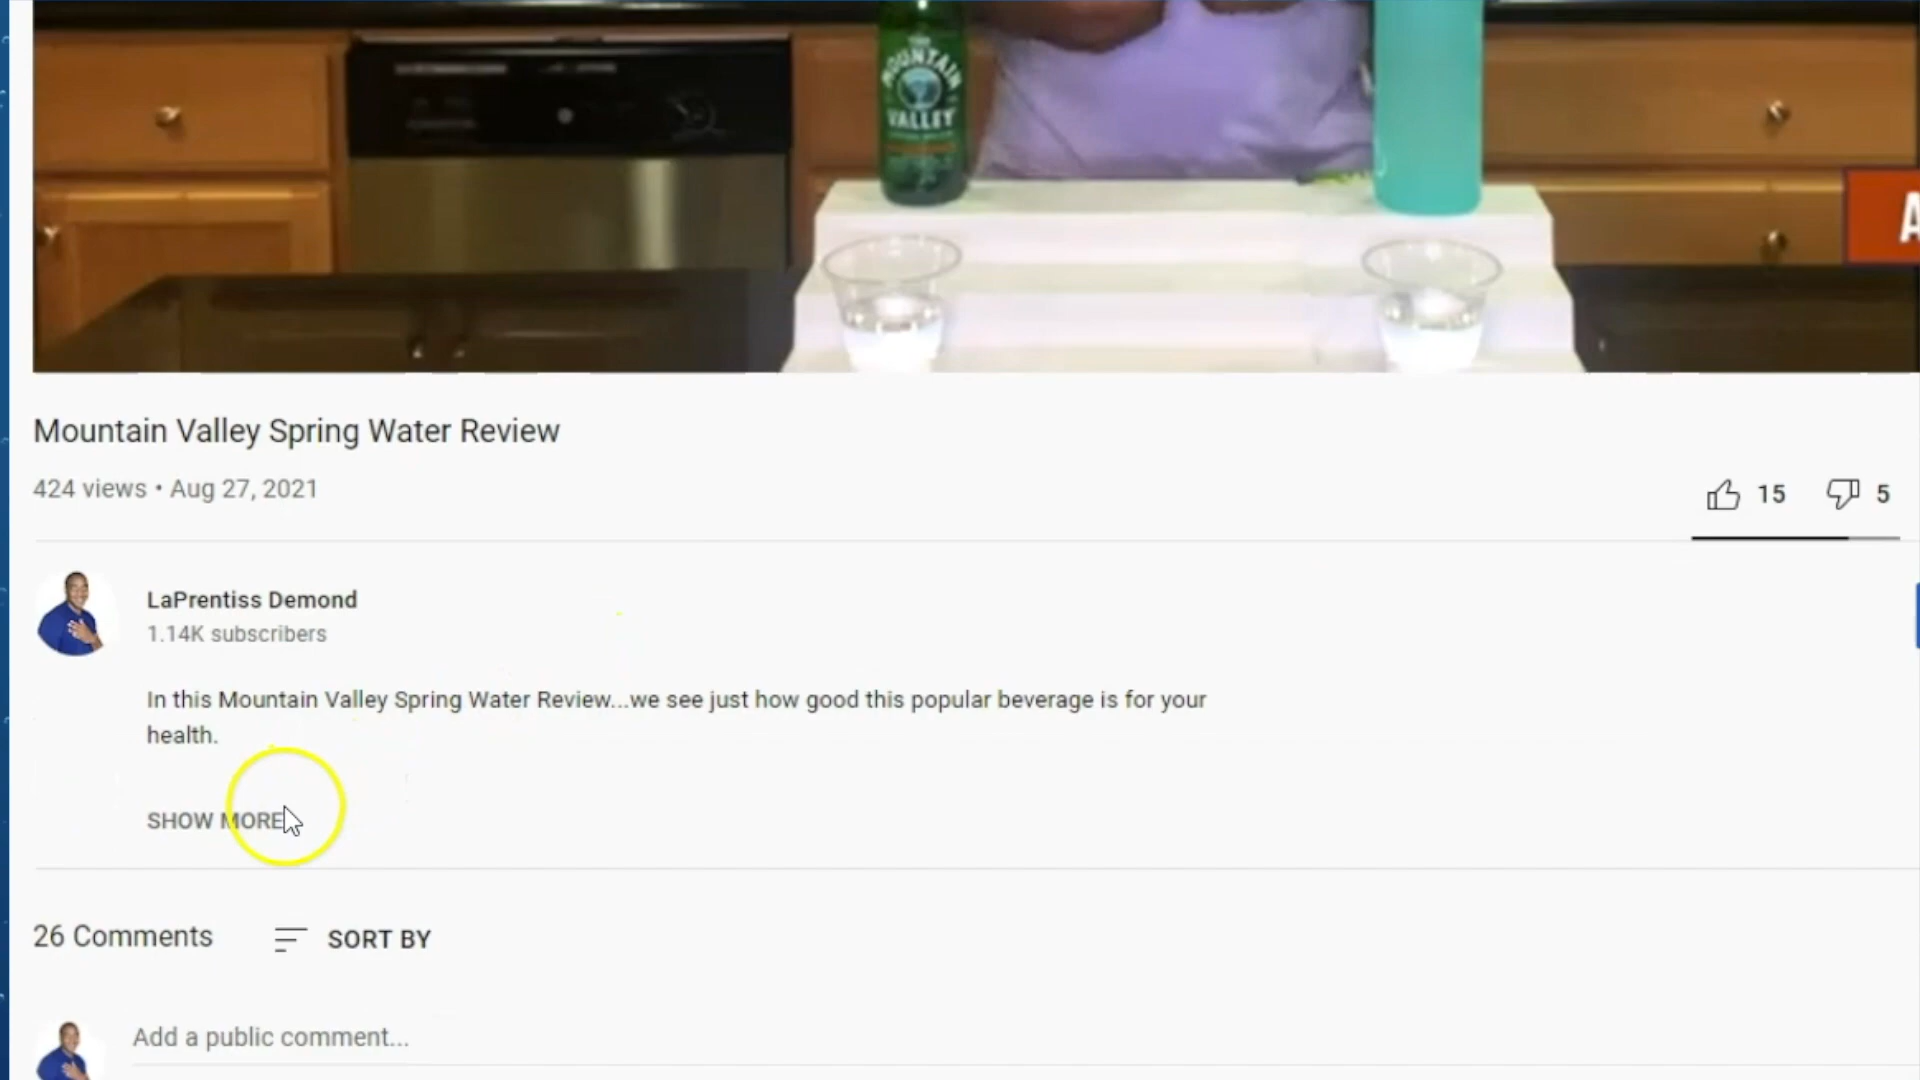 MOUNTAIN
VALLEY
A
Mountain Valley Spring Water Review
424 views • Aug 27, 2021
15
5
LaPrentiss Demond
1.14K subscribers
In this Mountain Valley Spring Water Review...we see just how good this popular beverage is for your
health.
SHOW MORE
26 Comments
SORT BY
Add a public comment...